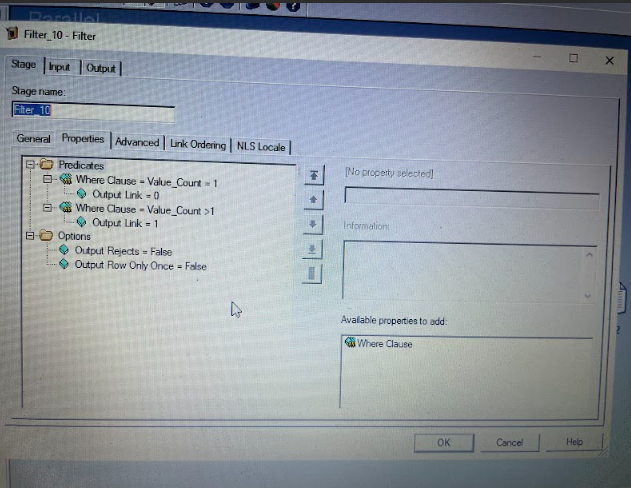 Parallel
Filter_10 - Filter
Stage Input Output
Stage name:
Filter_10
General Properties Advanced Link Ordering NLS Locale
Predicates
Where Clause = Value_Count = 1
Output Link = 0
Where Clause = Value_Count >1
Output Link = 1
Options
Output Rejects = False
Output Row Only Once = False
[No property selected]
Information:
Available properties to add:
Where Clause
OK Cancel Help